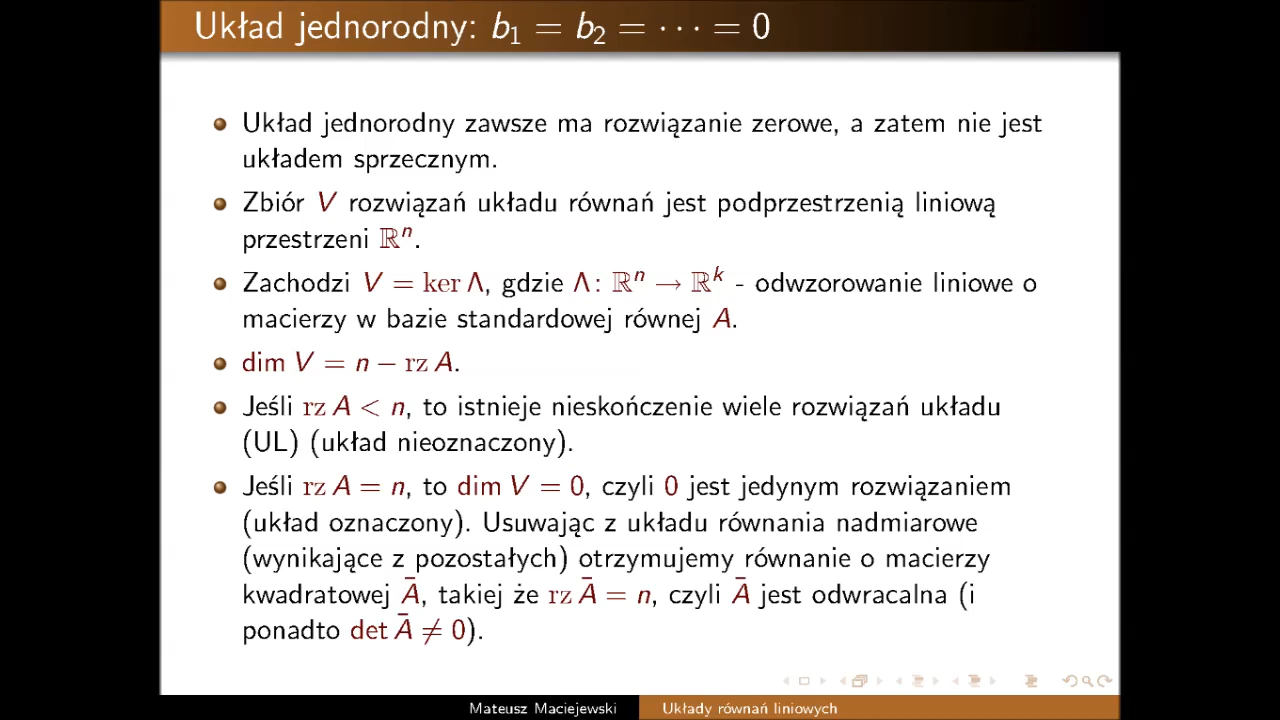 Układ jednorodny: b₁ = b₂ = ⋯ = 0
Układ jednorodny zawsze ma rozwiązanie zerowe, a zatem nie jest
układem sprzecznym.
Zbiór V rozwiązań układu równań jest podprzestrzenią liniową
przestrzeni ℝⁿ.
Zachodzi V = ker Λ, gdzie Λ: ℝⁿ → ℝᵏ - odwzorowanie liniowe o
macierzy w bazie standardowej równej A.
dim V = n − rz A.
Jeśli rz A < n, to istnieje nieskończenie wiele rozwiązań układu
(UL) (układ nieoznaczony).
Jeśli rz A = n, to dim V = 0, czyli 0 jest jedynym rozwiązaniem
(układ oznaczony). Usuwając z układu równania nadmiarowe
(wynikające z pozostałych) otrzymujemy równanie o macierzy
kwadratowej Ā, takiej że rz Ā = n, czyli Ā jest odwracalna (i
ponadto det Ā ≠ 0).
Mateusz Maciejewski Układy równań liniowych